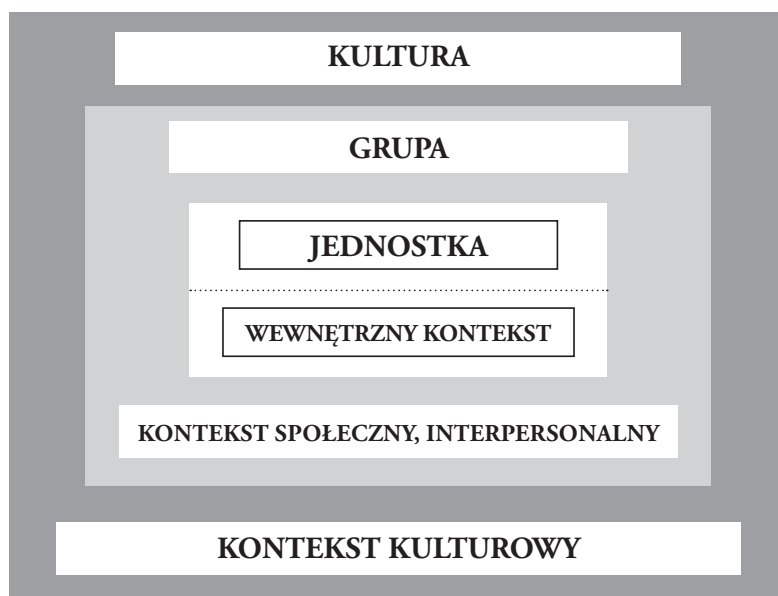 KULTURA
GRUPA
JEDNOSTKA
WEWNĘTRZNY KONTEKST
KONTEKST SPOŁECZNY, INTERPERSONALNY
KONTEKST KULTUROWY